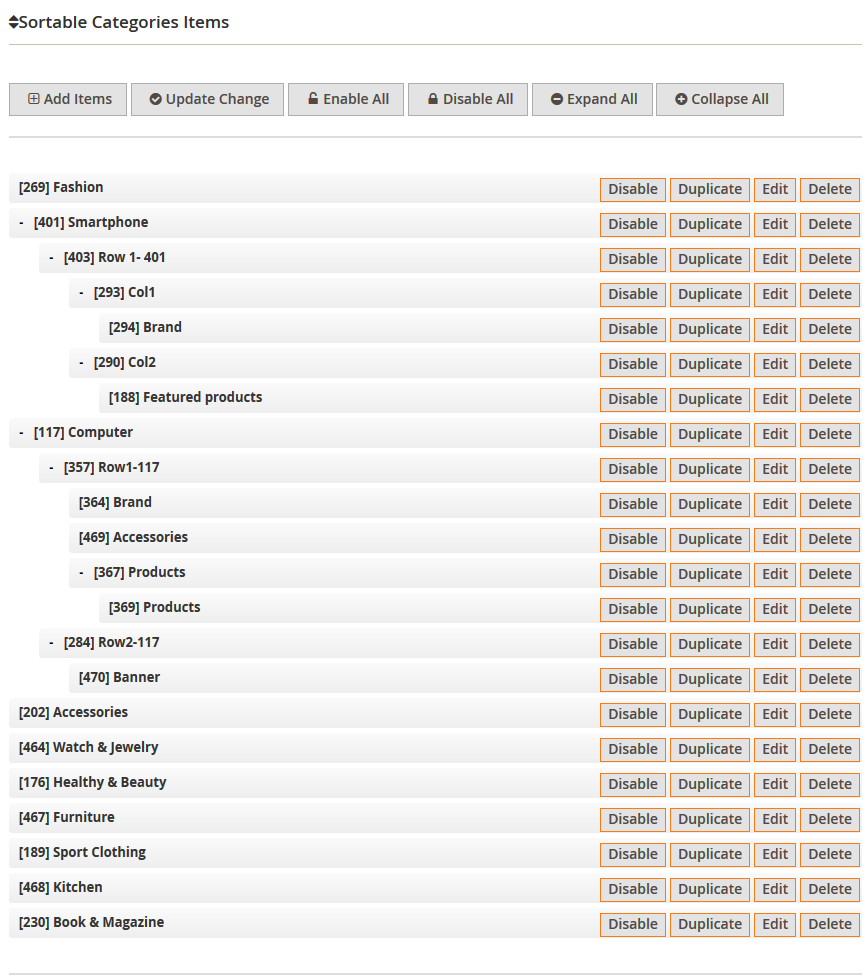 Sortable Categories Items
Add Items Update Change Enable All Disable All Expand All Collapse All
[269] Fashion Disable Duplicate Edit Delete
- [401] Smartphone Disable Duplicate Edit Delete
- [403] Row 1- 401 Disable Duplicate Edit Delete
- [293] Col1 Disable Duplicate Edit Delete
[294] Brand Disable Duplicate Edit Delete
- [290] Col2 Disable Duplicate Edit Delete
[188] Featured products Disable Duplicate Edit Delete
- [117] Computer Disable Duplicate Edit Delete
- [357] Row1-117 Disable Duplicate Edit Delete
[364] Brand Disable Duplicate Edit Delete
[469] Accessories Disable Duplicate Edit Delete
- [367] Products Disable Duplicate Edit Delete
[369] Products Disable Duplicate Edit Delete
- [284] Row2-117 Disable Duplicate Edit Delete
[470] Banner Disable Duplicate Edit Delete
[202] Accessories Disable Duplicate Edit Delete
[464] Watch & Jewelry Disable Duplicate Edit Delete
[176] Healthy & Beauty Disable Duplicate Edit Delete
[467] Furniture Disable Duplicate Edit Delete
[189] Sport Clothing Disable Duplicate Edit Delete
[468] Kitchen Disable Duplicate Edit Delete
[230] Book & Magazine Disable Duplicate Edit Delete